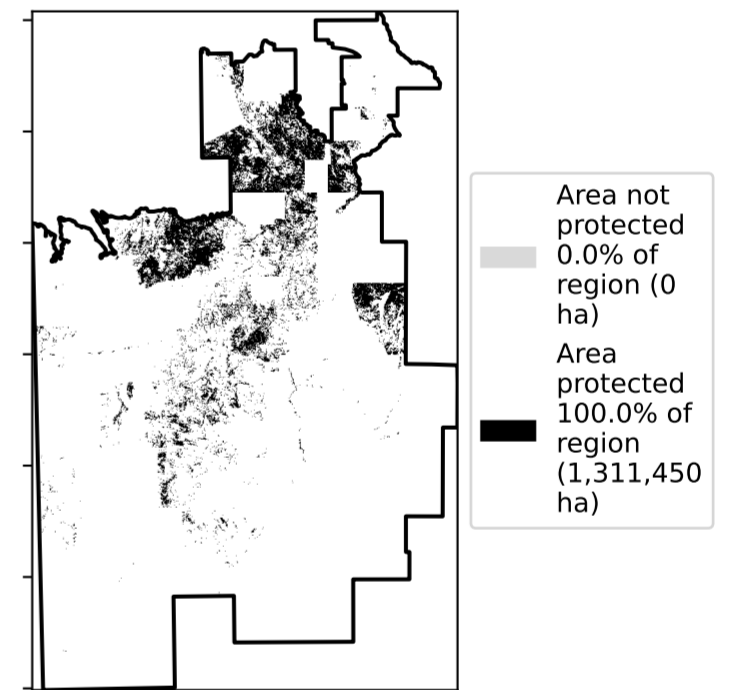 Area not
protected
0.0% of
region (0
ha)
Area
protected
100.0% of
region
(1,311,450
ha)